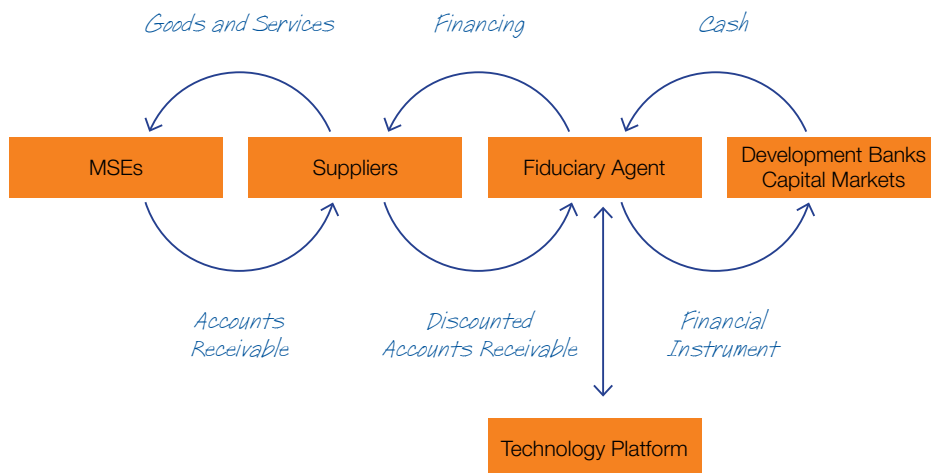 Goods and Services
Financing
Cash
MSEs
Suppliers
Fiduciary Agent
Development Banks
Capital Markets
Accounts
Receivable
Discounted
Accounts Receivable
Financial
Instrument
Technology Platform